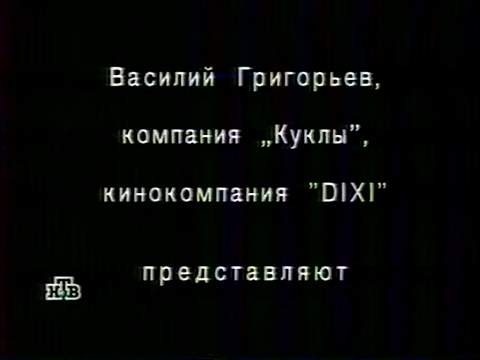 Василий Григорьев,
компания „Куклы”,
кинокомпания ”DIXI”
представляют
НТВ